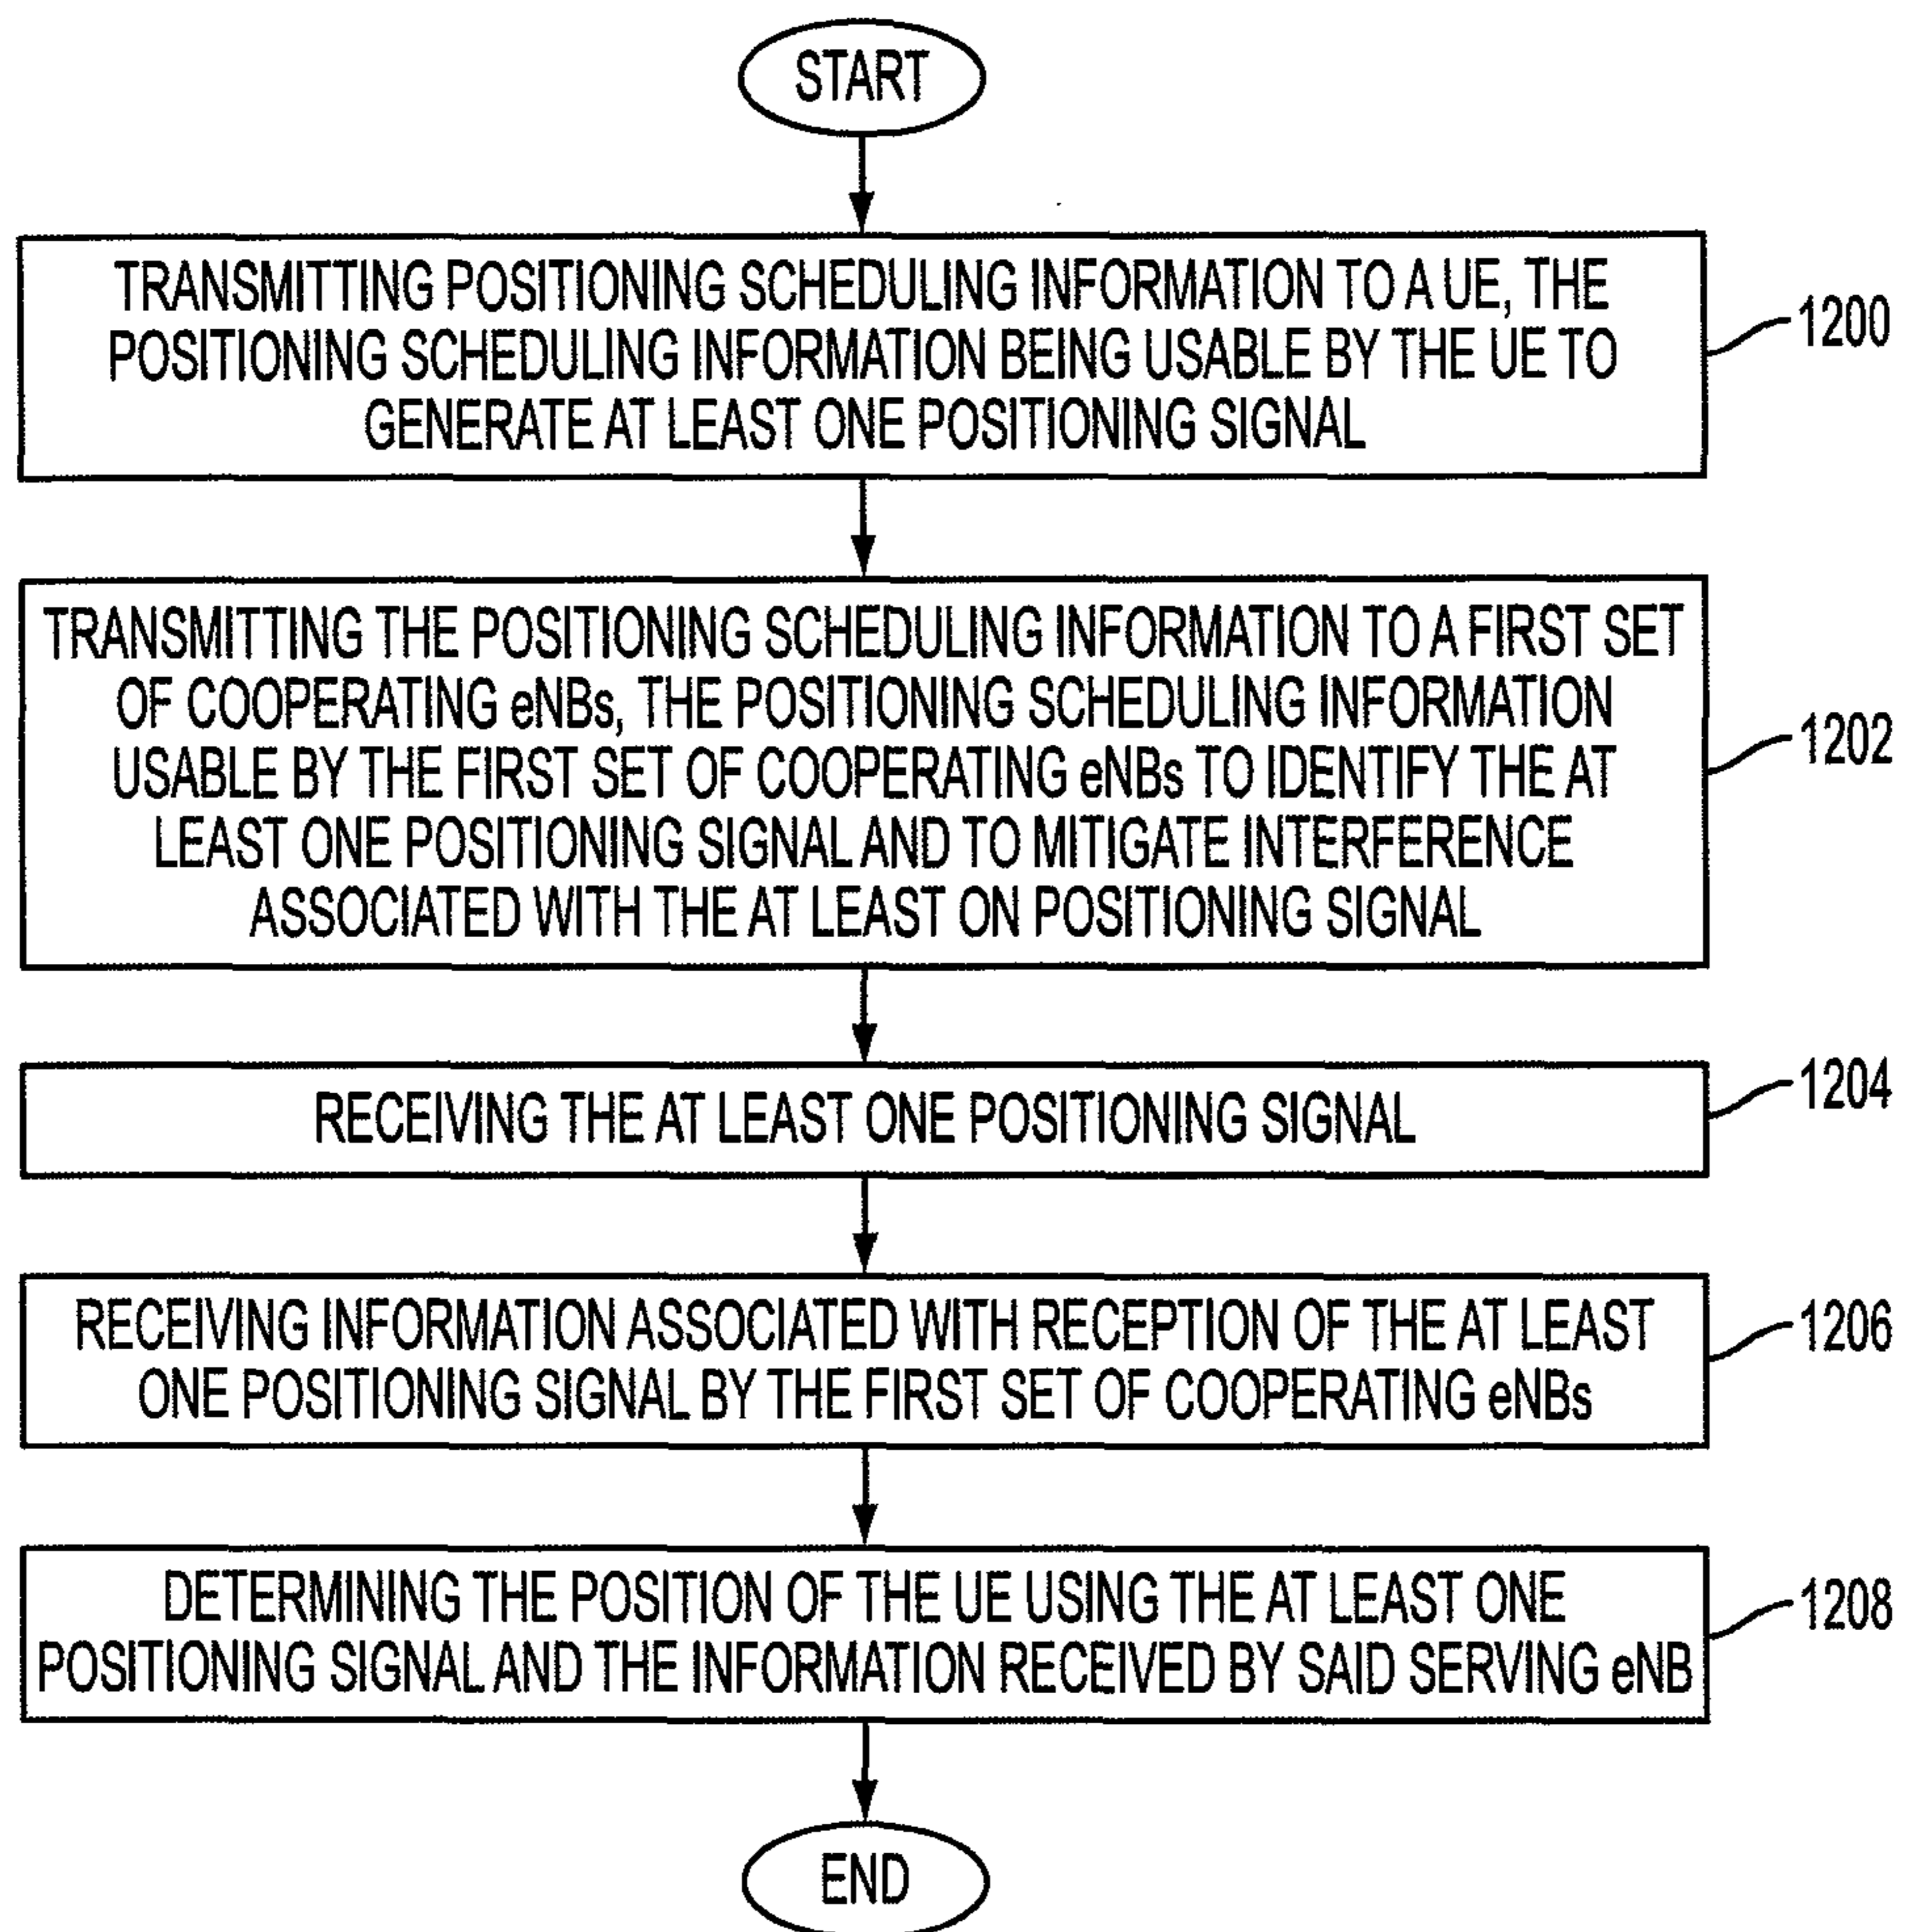 START
TRANSMITTING POSITIONING SCHEDULING INFORMATION TO A UE, THE
POSITIONING SCHEDULING INFORMATION BEING USABLE BY THE UE TO
GENERATE AT LEAST ONE POSITIONING SIGNAL
1200
TRANSMITTING THE POSITIONING SCHEDULING INFORMATION TO A FIRST SET
OF COOPERATING eNBs, THE POSITIONING SCHEDULING INFORMATION
USABLE BY THE FIRST SET OF COOPERATING eNBs TO IDENTIFY THE AT
LEAST ONE POSITIONING SIGNAL AND TO MITIGATE INTERFERENCE
ASSOCIATED WITH THE AT LEAST ON POSITIONING SIGNAL
1202
RECEIVING THE AT LEAST ONE POSITIONING SIGNAL
1204
RECEIVING INFORMATION ASSOCIATED WITH RECEPTION OF THE AT LEAST
ONE POSITIONING SIGNAL BY THE FIRST SET OF COOPERATING eNBs
1206
DETERMINING THE POSITION OF THE UE USING THE AT LEAST ONE
POSITIONING SIGNAL AND THE INFORMATION RECEIVED BY SAID SERVING eNB
1208
END